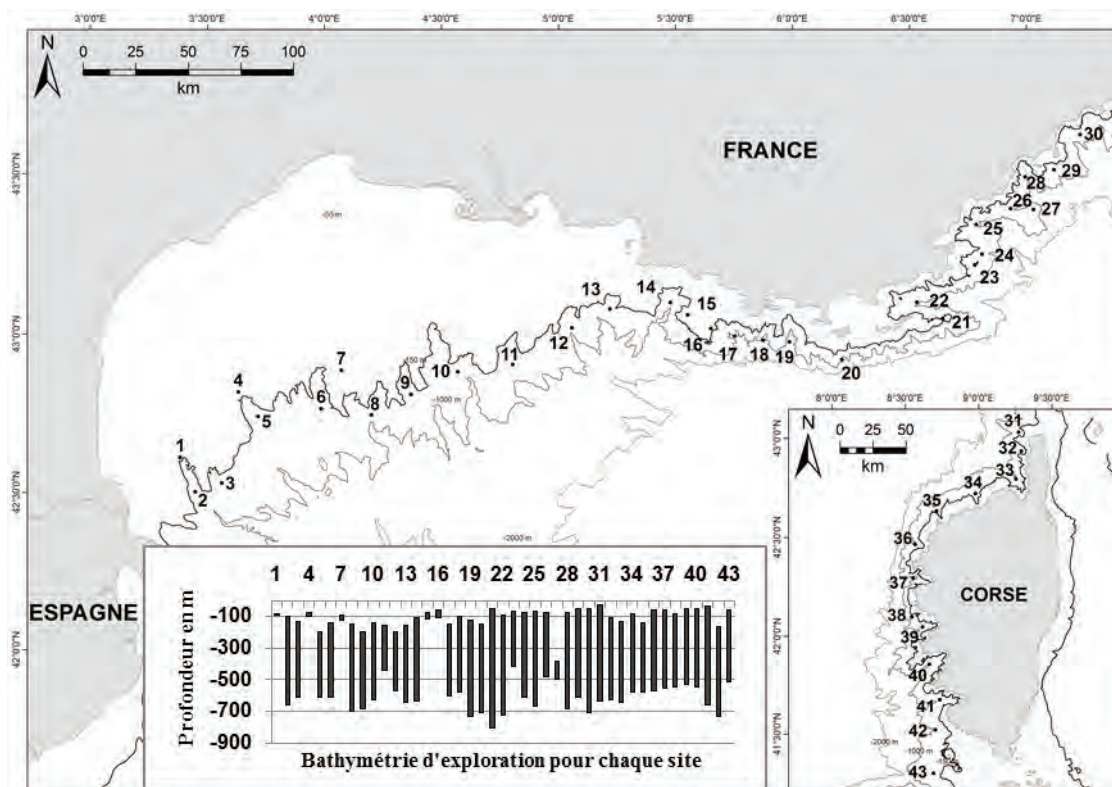 3°0'0"E 3°30'0"E 4°0'0"E 4°30'0"E 5°0'0"E 5°30'0"E 6°0'0"E 6°30'0"E 7°0'0"E
N
0 25 50 75 100
km
FRANCE
43°30'0"N
43°0'0"N
42°30'0"N
42°0'0"N
-50 m
-150 m
-1000 m
-2000 m
1
2
3
4
5
6
7
8
9
10
11
12
13
14
15
16
17
18
19
20
21
22
23
24
25
26
27
28
29
30
ESPAGNE
1 4 7 10 13 16 19 22 25 28 31 34 37 40 43
-100
-300
-500
-700
-900
Profondeur en m
Bathymétrie d'exploration pour chaque site
8°0'0"E 8°30'0"E 9°0'0"E 9°30'0"E
N
0 25 50
km
43°0'0"N
42°30'0"N
42°0'0"N
41°30'0"N
31
32
33
34
35
36
37
38
39
40
41
42
43
CORSE
-2000 m
-1000 m